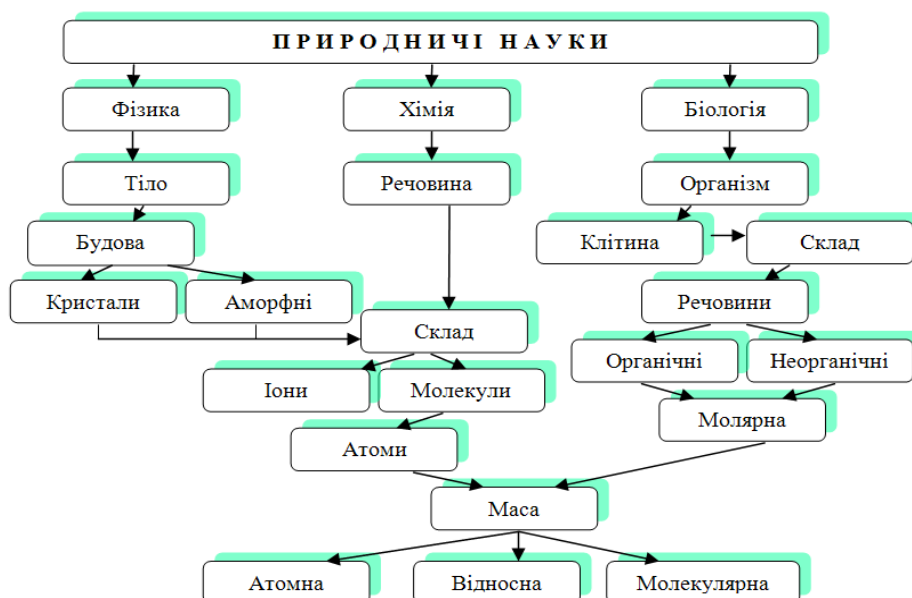 ПРИРОДНИЧІ НАУКИ
Фізика
Хімія
Біологія
Тіло
Речовина
Організм
Будова
Клітина
Склад
Кристали
Аморфні
Речовини
Склад
Органічні
Неорганічні
Іони
Молекули
Молярна
Атоми
Маса
Атомна
Відносна
Молекулярна